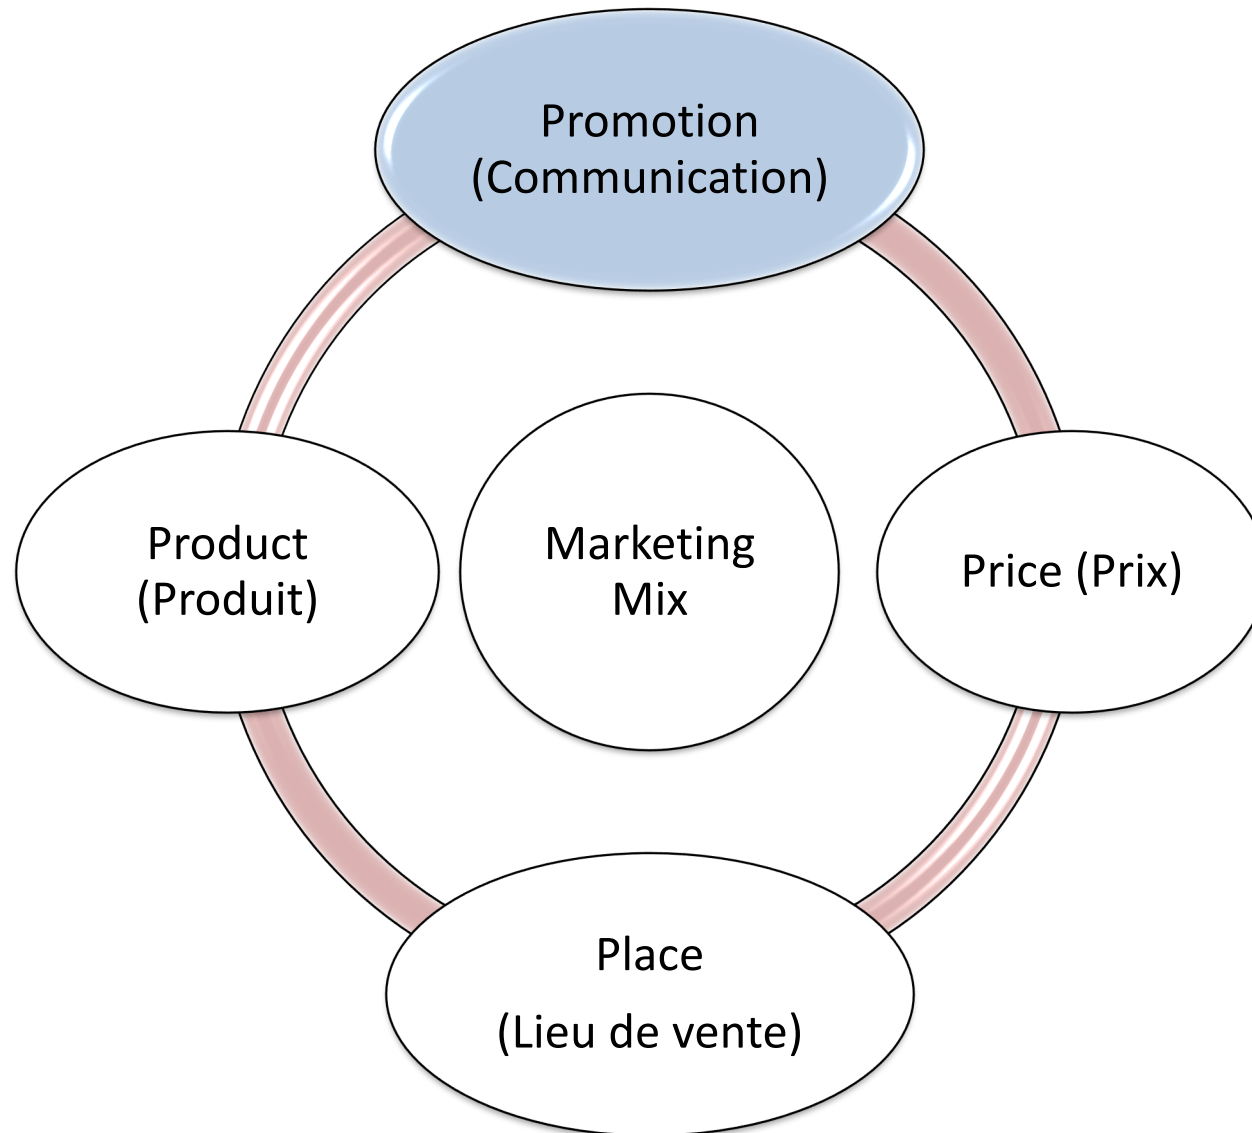 Promotion
(Communication)
Product
(Produit)
Marketing
Mix
Price (Prix)
Place
(Lieu de vente)